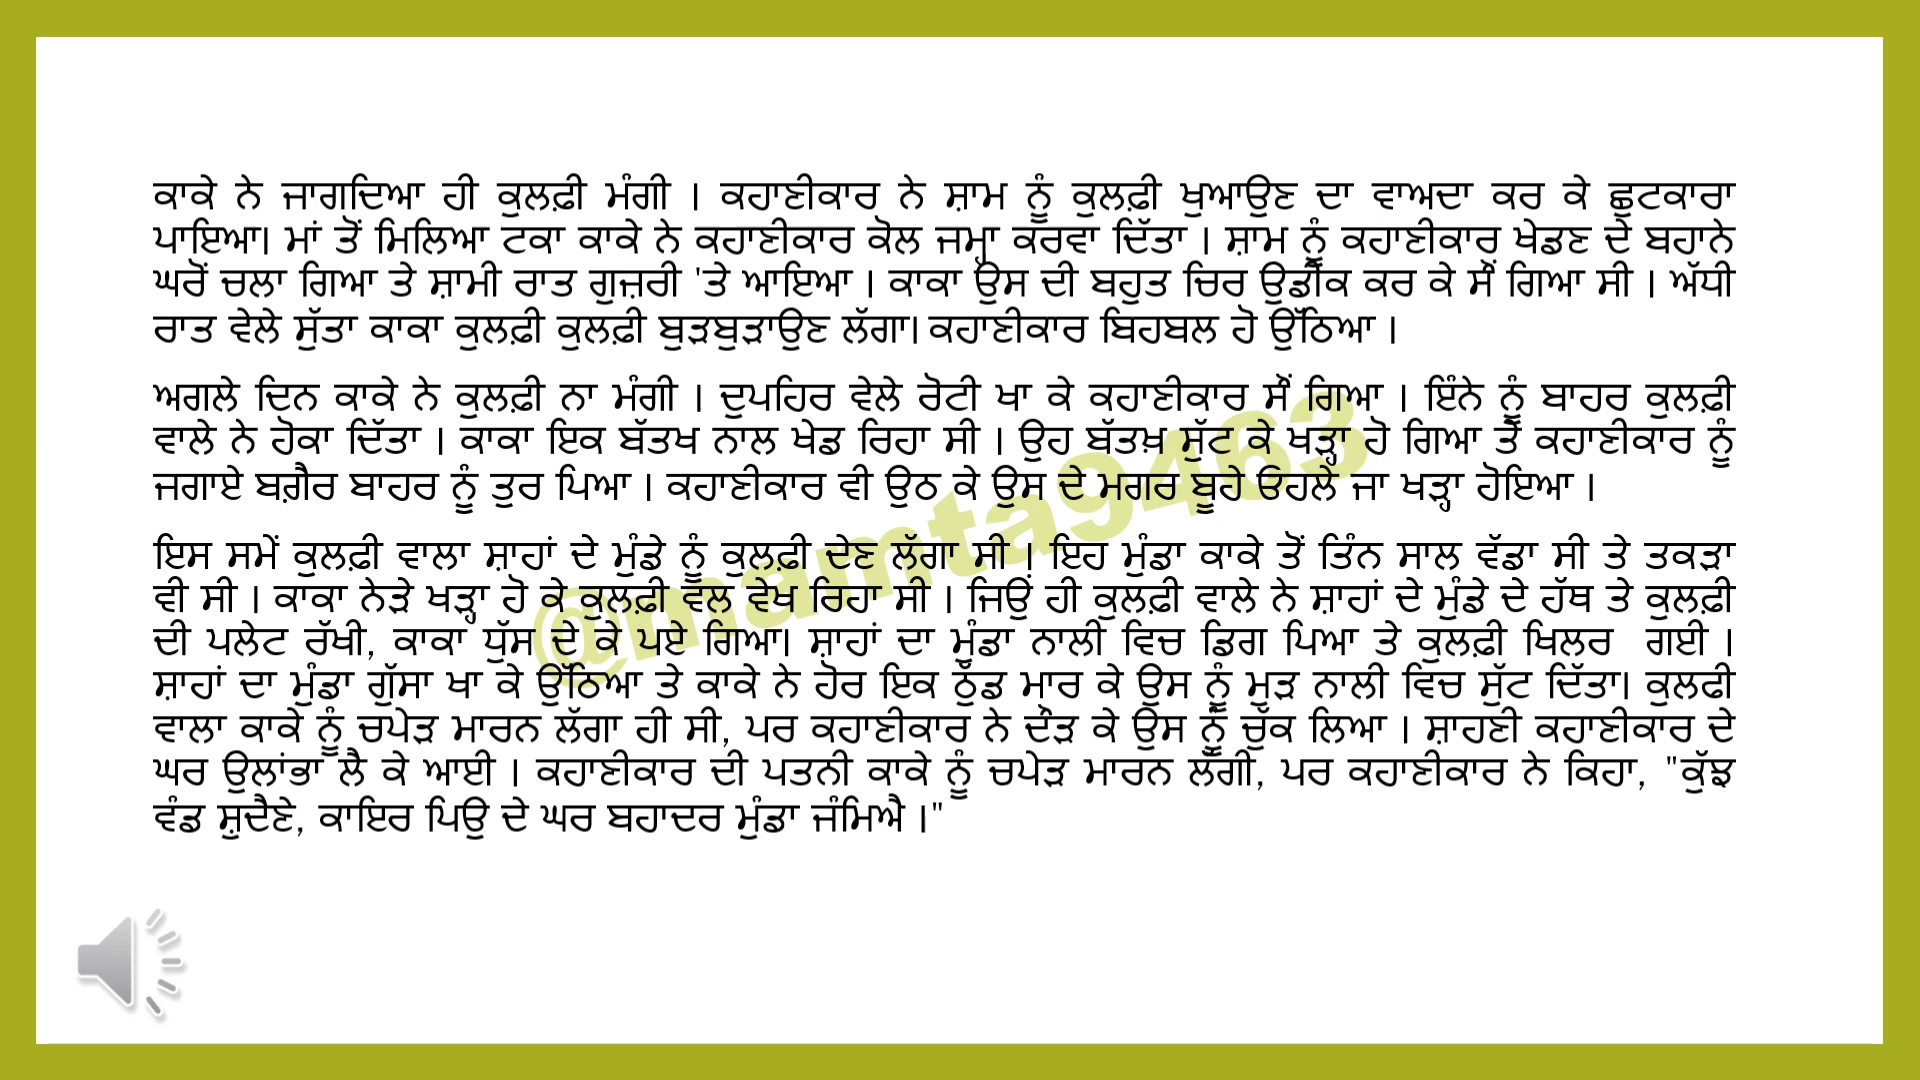 ਕਾਕੇ ਨੇ ਜਾਗਦਿਆ ਹੀ ਕੁਲਫ਼ੀ ਮੰਗੀ । ਕਹਾਣੀਕਾਰ ਨੇ ਸ਼ਾਮ ਨੂੰ ਕੁਲਫ਼ੀ ਖੁਆਉਣ ਦਾ ਵਾਅਦਾ ਕਰ ਕੇ ਛੁਟਕਾਰਾ
ਪਾਇਆ। ਮਾਂ ਤੋਂ ਮਿਲਿਆ ਟਕਾ ਕਾਕੇ ਨੇ ਕਹਾਣੀਕਾਰ ਕੋਲ ਜਮ੍ਹਾ ਕਰਵਾ ਦਿੱਤਾ । ਸ਼ਾਮ ਨੂੰ ਕਹਾਣੀਕਾਰ ਖੇਡਣ ਦੇ ਬਹਾਨੇ
ਘਰੋਂ ਚਲਾ ਗਿਆ ਤੇ ਸ਼ਾਮੀ ਰਾਤ ਗੁਜ਼ਰੀ 'ਤੇ ਆਇਆ । ਕਾਕਾ ਉਸ ਦੀ ਬਹੁਤ ਚਿਰ ਉਡੀਕ ਕਰ ਕੇ ਸੌਂ ਗਿਆ ਸੀ । ਅੱਧੀ
ਰਾਤ ਵੇਲੇ ਸੁੱਤਾ ਕਾਕਾ ਕੁਲਫ਼ੀ ਕੁਲਫ਼ੀ ਬੁੜਬੁੜਾਉਣ ਲੱਗਾ। ਕਹਾਣੀਕਾਰ ਬਿਹਬਲ ਹੋ ਉੱਠਿਆ ।
ਅਗਲੇ ਦਿਨ ਕਾਕੇ ਨੇ ਕੁਲਫ਼ੀ ਨਾ ਮੰਗੀ । ਦੁਪਹਿਰ ਵੇਲੇ ਰੋਟੀ ਖਾ ਕੇ ਕਹਾਣੀਕਾਰ ਸੌਂ ਗਿਆ । ਇੰਨੇ ਨੂੰ ਬਾਹਰ ਕੁਲਫ਼ੀ
ਵਾਲੇ ਨੇ ਹੋਕਾ ਦਿੱਤਾ । ਕਾਕਾ ਇਕ ਬੱਤਖ ਨਾਲ ਖੇਡ ਰਿਹਾ ਸੀ । ਉਹ ਬੱਤਖ਼ ਸੁੱਟ ਕੇ ਖੜ੍ਹਾ ਹੋ ਗਿਆ ਤੇ ਕਹਾਣੀਕਾਰ ਨੂੰ
ਜਗਾਏ ਬਗ਼ੈਰ ਬਾਹਰ ਨੂੰ ਤੁਰ ਪਿਆ । ਕਹਾਣੀਕਾਰ ਵੀ ਉਠ ਕੇ ਉਸ ਦੇ ਮਗਰ ਬੂਹੇ ਓਹਲੇ ਜਾ ਖੜ੍ਹਾ ਹੋਇਆ ।
ਇਸ ਸਮੇਂ ਕੁਲਫ਼ੀ ਵਾਲਾ ਸ਼ਾਹਾਂ ਦੇ ਮੁੰਡੇ ਨੂੰ ਕੁਲਫ਼ੀ ਦੇਣ ਲੱਗਾ ਸੀ । ਇਹ ਮੁੰਡਾ ਕਾਕੇ ਤੋਂ ਤਿੰਨ ਸਾਲ ਵੱਡਾ ਸੀ ਤੇ ਤਕੜਾ
ਵੀ ਸੀ । ਕਾਕਾ ਨੇੜੇ ਖੜ੍ਹਾ ਹੋ ਕੇ ਕੁਲਫ਼ੀ ਵੱਲ ਵੇਖ ਰਿਹਾ ਸੀ । ਜਿਉਂ ਹੀ ਕੁਲਫ਼ੀ ਵਾਲੇ ਨੇ ਸ਼ਾਹਾਂ ਦੇ ਮੁੰਡੇ ਦੇ ਹੱਥ ਤੇ ਕੁਲਫ਼ੀ
ਦੀ ਪਲੇਟ ਰੱਖੀ, ਕਾਕਾ ਧੁੱਸ ਦੇ ਕੇ ਪਏ ਗਿਆ। ਸ਼ਾਹਾਂ ਦਾ ਮੁੰਡਾ ਨਾਲੀ ਵਿਚ ਡਿਗ ਪਿਆ ਤੇ ਕੁਲਫ਼ੀ ਖਿਲਰ ਗਈ ।
ਸ਼ਾਹਾਂ ਦਾ ਮੁੰਡਾ ਗੁੱਸਾ ਖਾ ਕੇ ਉੱਠਿਆ ਤੇ ਕਾਕੇ ਨੇ ਹੋਰ ਇਕ ਠੁੱਡ ਮਾਰ ਕੇ ਉਸ ਨੂੰ ਮੁੜ ਨਾਲੀ ਵਿਚ ਸੁੱਟ ਦਿੱਤਾ। ਕੁਲਫੀ
ਵਾਲਾ ਕਾਕੇ ਨੂੰ ਚਪੇੜ ਮਾਰਨ ਲੱਗਾ ਹੀ ਸੀ, ਪਰ ਕਹਾਣੀਕਾਰ ਨੇ ਦੌੜ ਕੇ ਉਸ ਨੂੰ ਚੁੱਕ ਲਿਆ । ਸ਼ਾਹਣੀ ਕਹਾਣੀਕਾਰ ਦੇ
ਘਰ ਉਲਾਂਭਾ ਲੈ ਕੇ ਆਈ । ਕਹਾਣੀਕਾਰ ਦੀ ਪਤਨੀ ਕਾਕੇ ਨੂੰ ਚਪੇੜ ਮਾਰਨ ਲੱਗੀ, ਪਰ ਕਹਾਣੀਕਾਰ ਨੇ ਕਿਹਾ, "ਕੁੱਝ
ਵੰਡ ਸ਼ੁਦੈਣੇ, ਕਾਇਰ ਪਿਉ ਦੇ ਘਰ ਬਹਾਦਰ ਮੁੰਡਾ ਜੰਮਿਐ ।"
@mamta9463